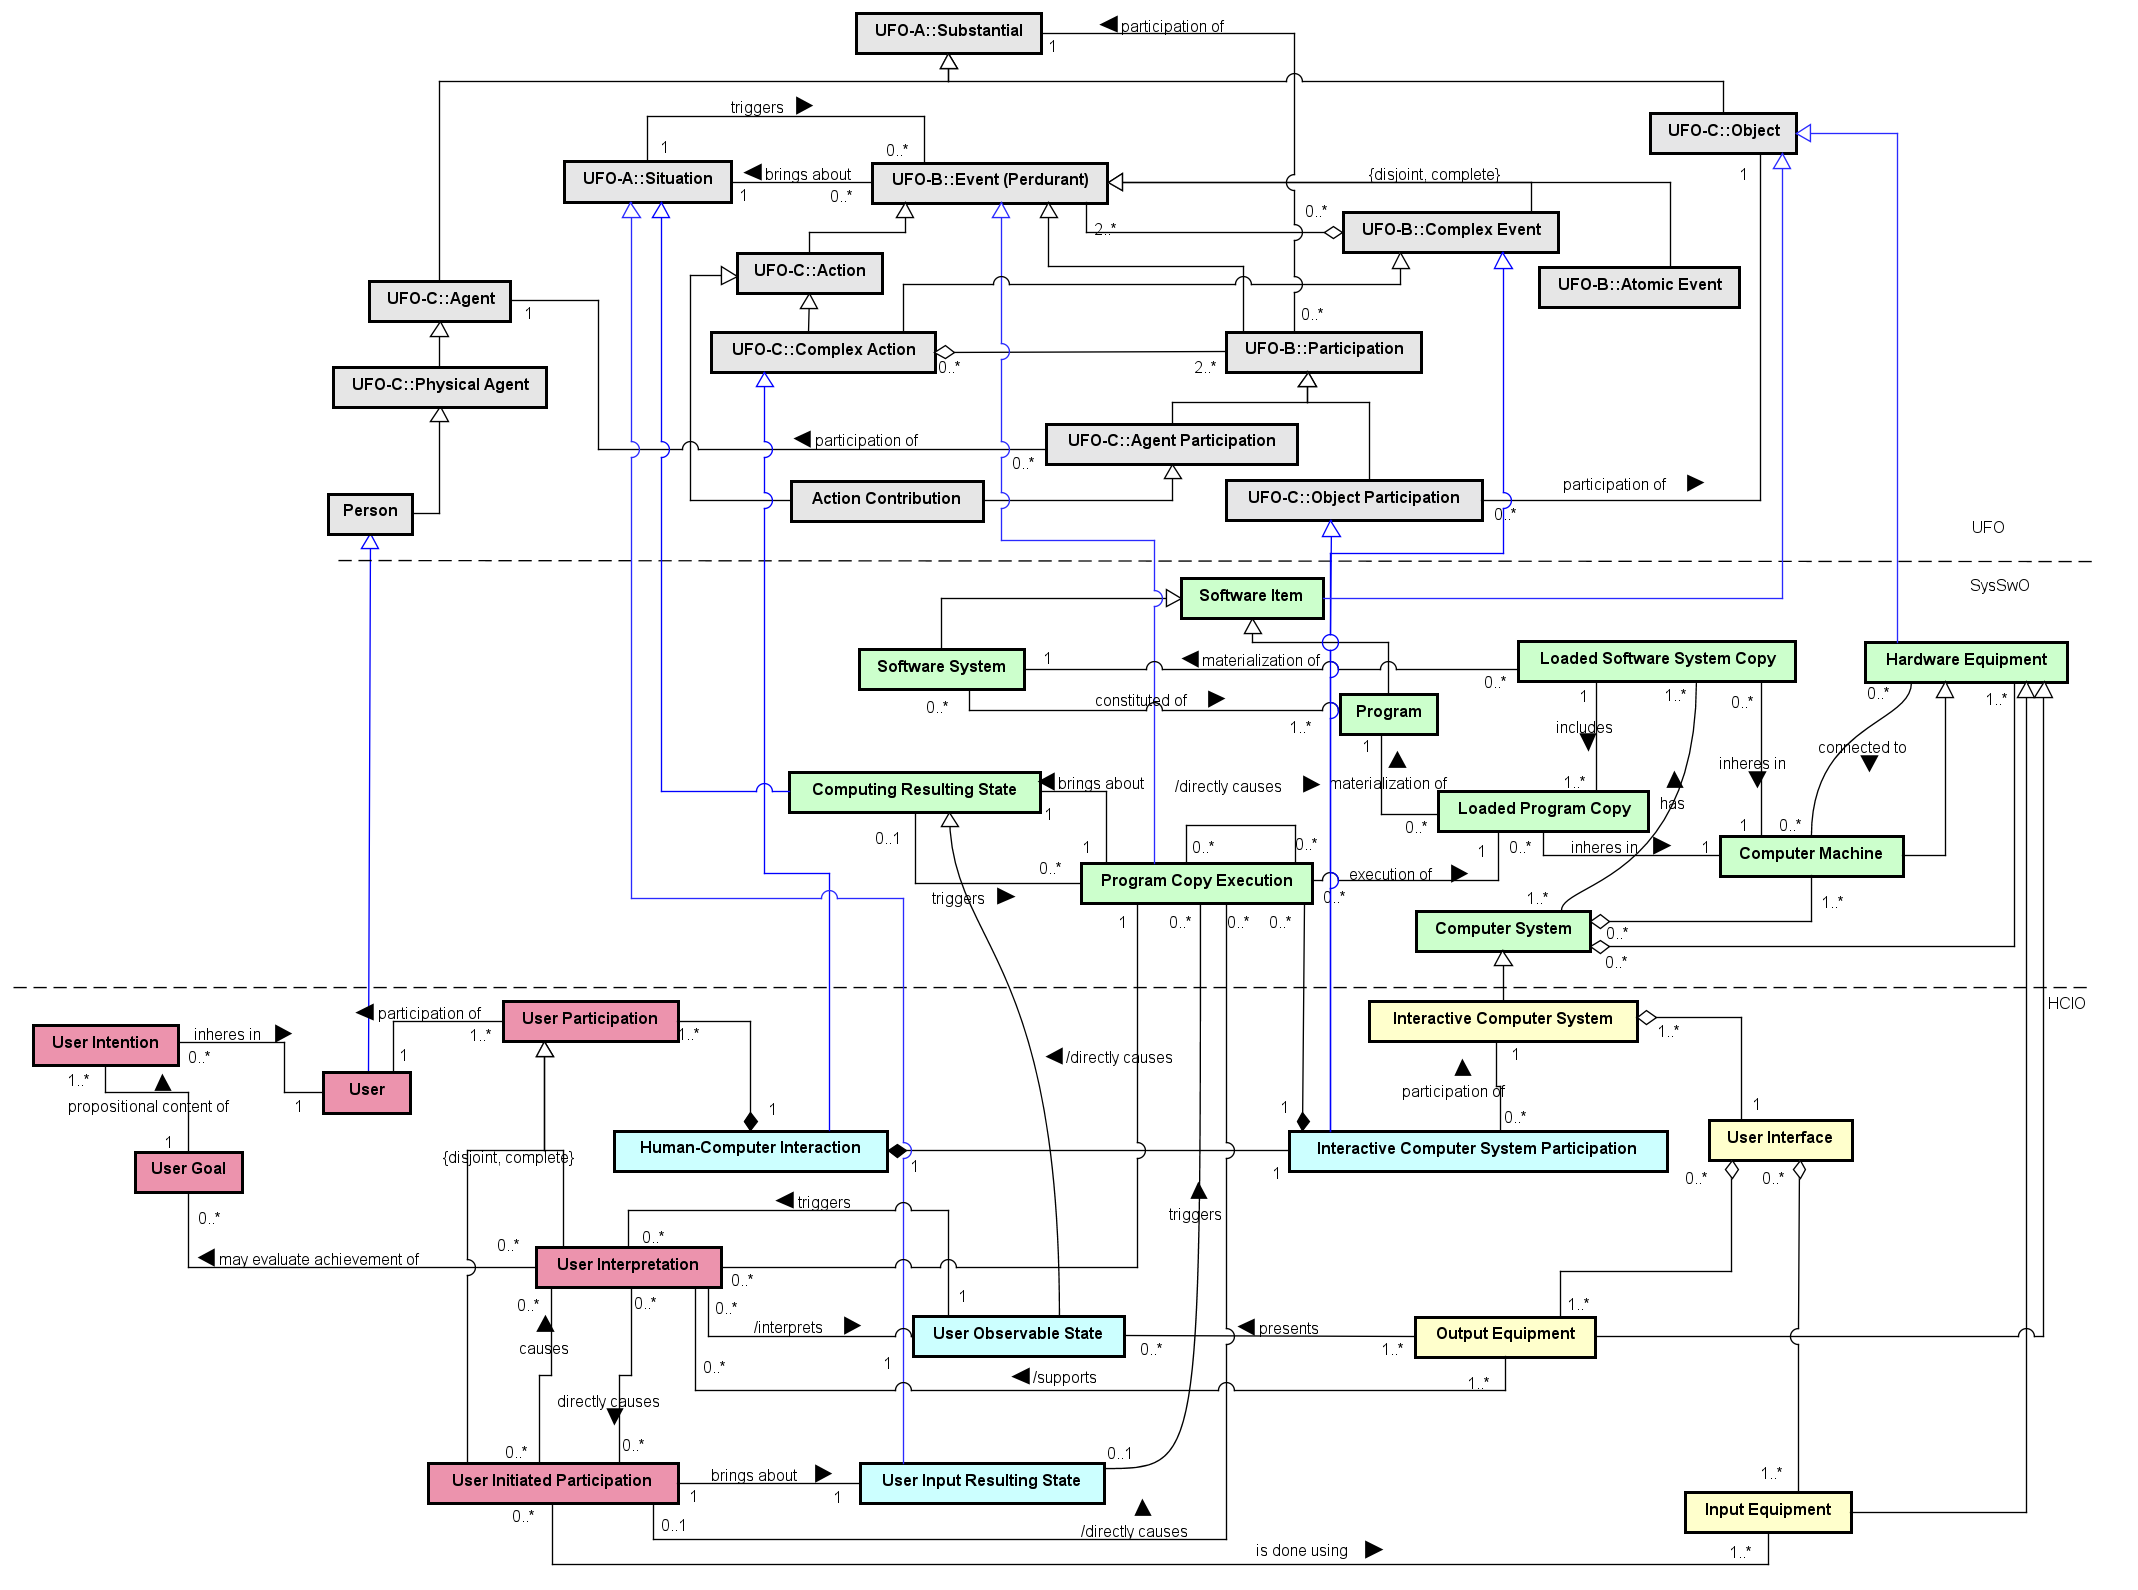 UFO-A::Substantial
participation of
1
triggers
UFO-C::Object
1
0..*
UFO-A::Situation
brings about
UFO-B::Event (Perdurant)
{disjoint, complete}
1
1
0..*
0..*
2..*
UFO-B::Complex Event
UFO-C::Action
UFO-B::Atomic Event
UFO-C::Agent
1
0..*
UFO-C::Complex Action
UFO-B::Participation
0..*
2..*
UFO-C::Physical Agent
participation of
UFO-C::Agent Participation
0..*
Action Contribution
UFO-C::Object Participation
participation of
0..*
Person
UFO
SysSwO
Software Item
Software System
1
materialization of
Loaded Software System Copy
Hardware Equipment
0..*
1
1..*
0..*
0..*
1..*
0..*
constituted of
Program
1..*
includes
1
connected to
inheres in
Computing Resulting State
brings about
/directly causes
materialization of
1..*
has
1
Loaded Program Copy
0..*
1
0..*
0..1
1
0..*
0..*
1
0..*
inheres in
1
Computer Machine
0..*
Program Copy Execution
execution of
triggers
0..*
1..*
1..*
1
0..*
0..*
0..*
Computer System
0..*
0..*
HCIO
participation of
User Participation
Interactive Computer System
inheres in
1..*
1..*
1..*
User Intention
0..*
1
1
/directly causes
1..*
User
participation of
propositional content of
1
1
1
0..*
1
1
User Interface
User Goal
{disjoint, complete}
Human-Computer Interaction
1
Interactive Computer System Participation
1
0..*
0..*
triggers
triggers
0..*
0..*
0..*
may evaluate achievement of
User Interpretation
0..*
0..*
0..*
0..*
1
1..*
/interprets
User Observable State
presents
Output Equipment
causes
1
0..*
1..*
0..*
/supports
1..*
directly causes
0..*
0..*
0..1
User Initiated Participation
brings about
User Input Resulting State
1..*
1
1
0..*
0..1
/directly causes
Input Equipment
is done using
1..*